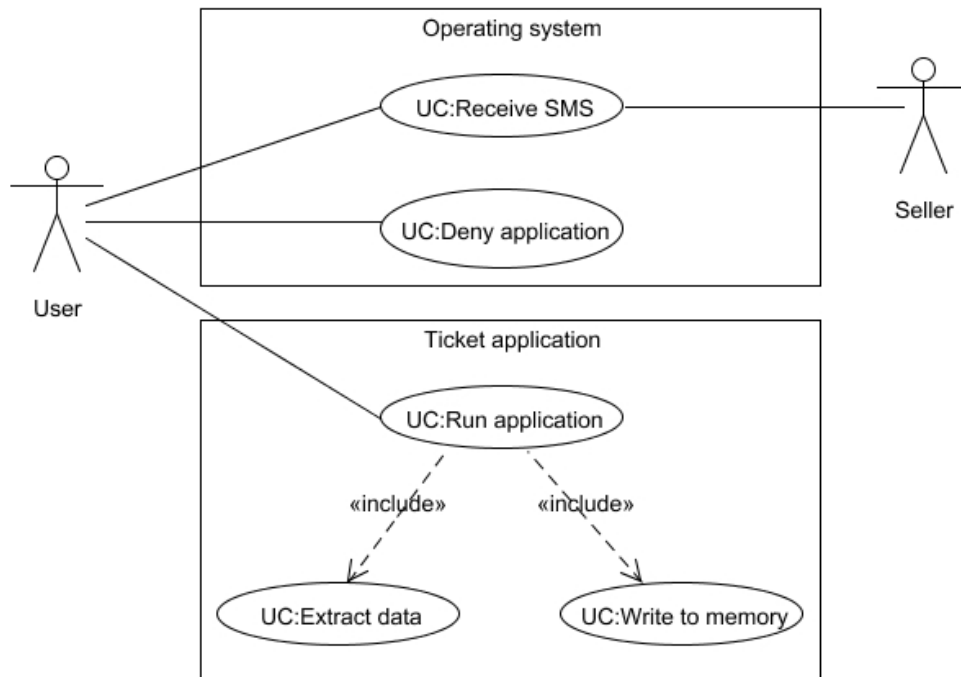 Operating system
UC:Receive SMS
Seller
UC:Deny application
User
Ticket application
UC:Run application
«include» «include»
UC:Extract data
UC:Write to memory